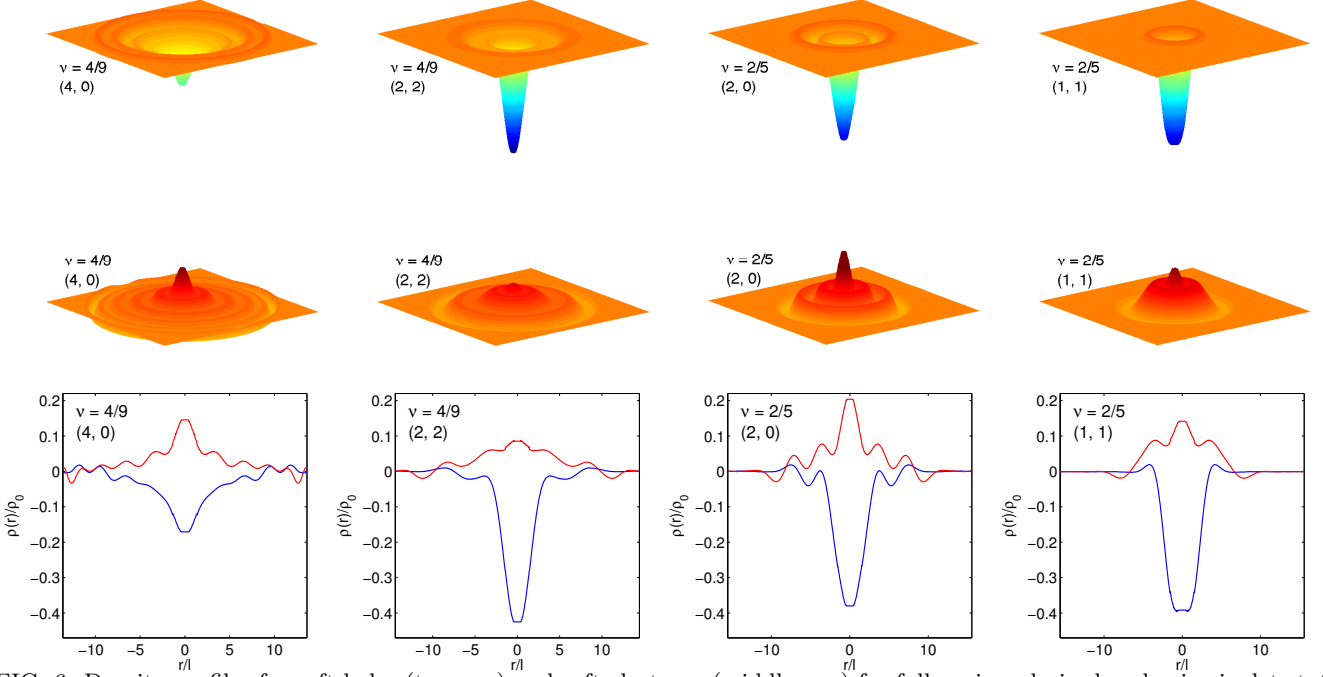 ν = 4/9
(4, 0)
ν = 4/9
(2, 2)
ν = 2/5
(2, 0)
ν = 2/5
(1, 1)
ν = 4/9
(4, 0)
ν = 4/9
(2, 2)
ν = 2/5
(2, 0)
ν = 2/5
(1, 1)
0.2
0.1
0
−0.1
−0.2
−0.3
−0.4
ρ(r)/ρ₀
ν = 4/9
(4, 0)
−10 −5 0 5 10
r/l
0.2
0.1
0
−0.1
−0.2
−0.3
−0.4
ρ(r)/ρ₀
ν = 4/9
(2, 2)
−10 −5 0 5 10
r/l
0.2
0.1
0
−0.1
−0.2
−0.3
−0.4
ρ(r)/ρ₀
ν = 2/5
(2, 0)
−10 0 10
r/l
0.2
0.1
0
−0.1
−0.2
−0.3
−0.4
ρ(r)/ρ₀
ν = 2/5
(1, 1)
−10 0 10
r/l